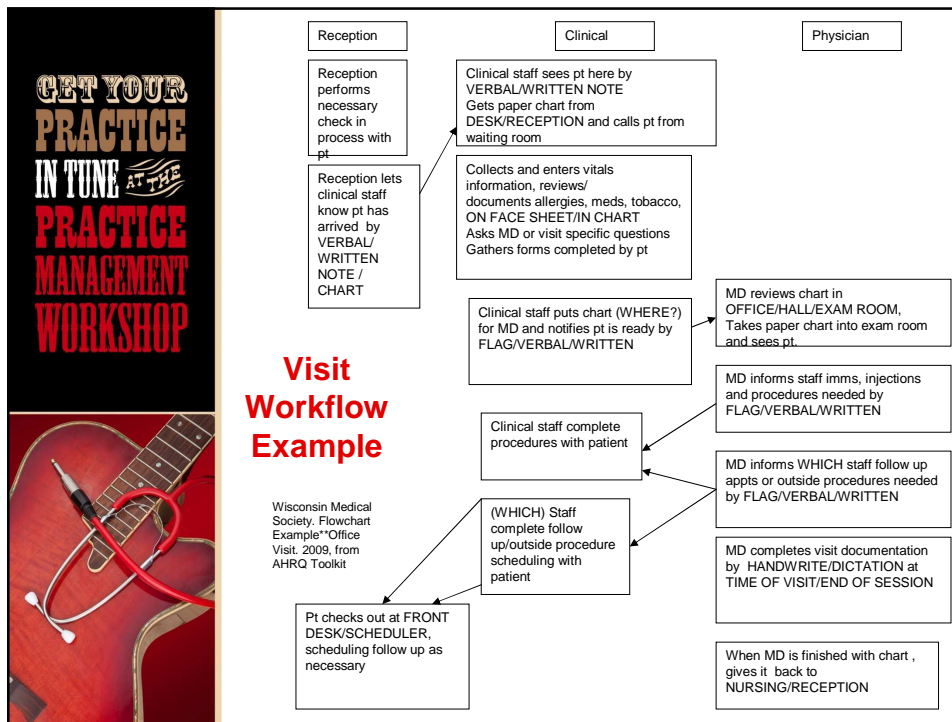 GET YOUR
PRACTICE
IN TUNE AT THE
PRACTICE
MANAGEMENT
WORKSHOP
Reception
Clinical
Physician
Reception
performs
necessary
check in
process with
pt
Reception lets
clinical staff
know pt has
arrived by
VERBAL/
WRITTEN
NOTE /
CHART
Clinical staff sees pt here by
VERBAL/WRITTEN NOTE
Gets paper chart from
DESK/RECEPTION and calls pt from
waiting room
Collects and enters vitals
information, reviews/
documents allergies, meds, tobacco,
ON FACE SHEET/IN CHART
Asks MD or visit specific questions
Gathers forms completed by pt
Clinical staff puts chart (WHERE?)
for MD and notifies pt is ready by
FLAG/VERBAL/WRITTEN
MD reviews chart in
OFFICE/HALL/EXAM ROOM,
Takes paper chart into exam room
and sees pt.
Visit
Workflow
Example
MD informs staff imms, injections
and procedures needed by
FLAG/VERBAL/WRITTEN
Clinical staff complete
procedures with patient
MD informs WHICH staff follow up
appts or outside procedures needed
by FLAG/VERBAL/WRITTEN
Wisconsin Medical
Society. Flowchart
Example**Office
Visit. 2009, from
AHRQ Toolkit
(WHICH) Staff
complete follow
up/outside procedure
scheduling with
patient
MD completes visit documentation
by HANDWRITE/DICTATION at
TIME OF VISIT/END OF SESSION
Pt checks out at FRONT
DESK/SCHEDULER,
scheduling follow up as
necessary
When MD is finished with chart ,
gives it back to
NURSING/RECEPTION